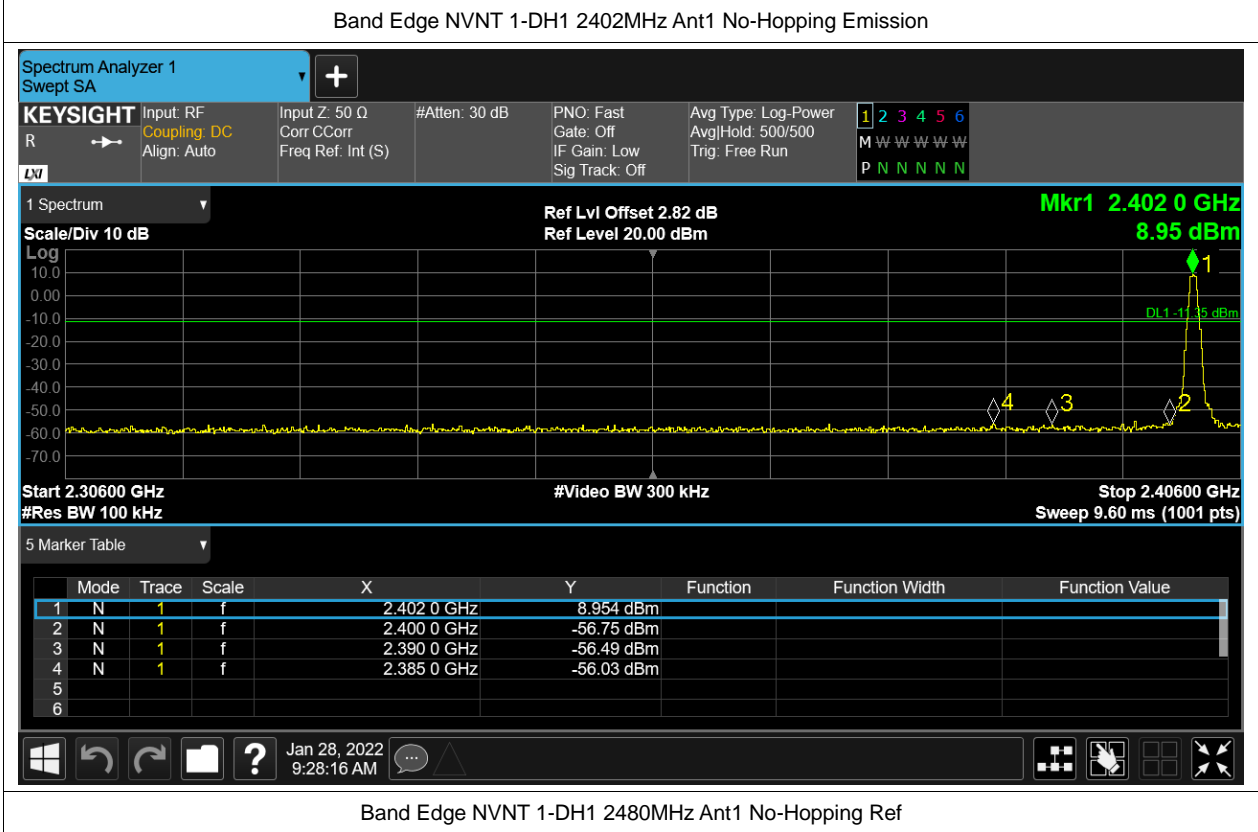 Band Edge NVNT 1-DH1 2402MHz Ant1 No-Hopping Emission
Spectrum Analyzer 1
Swept SA
KEYSIGHT Input: RF Input Z: 50 Ω #Atten: 30 dB PNO: Fast Avg Type: Log-Power 1 2 3 4 5 6
R Coupling: DC Corr CCorr Gate: Off Avg|Hold: 500/500 M W W W W W
Align: Auto Freq Ref: Int (S) IF Gain: Low Trig: Free Run
LXI Sig Track: Off P N N N N N
1 Spectrum
Ref Lvl Offset 2.82 dB Mkr1 2.402 0 GHz
Scale/Div 10 dB Ref Level 20.00 dBm 8.95 dBm
Log
1
10.0
0.00
DL1 -11.35 dBm
-10.0
-20.0
-30.0
-40.0
4 3 2
-50.0
-60.0
-70.0
Start 2.30600 GHz #Video BW 300 kHz Stop 2.40600 GHz
#Res BW 100 kHz Sweep 9.60 ms (1001 pts)
5 Marker Table
Mode Trace Scale X Y Function Function Width Function Value
1 N 1 f 2.402 0 GHz 8.954 dBm
2 N 1 f 2.400 0 GHz -56.75 dBm
3 N 1 f 2.390 0 GHz -56.49 dBm
4 N 1 f 2.385 0 GHz -56.03 dBm
5
6
? Jan 28, 2022
9:28:16 AM
Band Edge NVNT 1-DH1 2480MHz Ant1 No-Hopping Ref